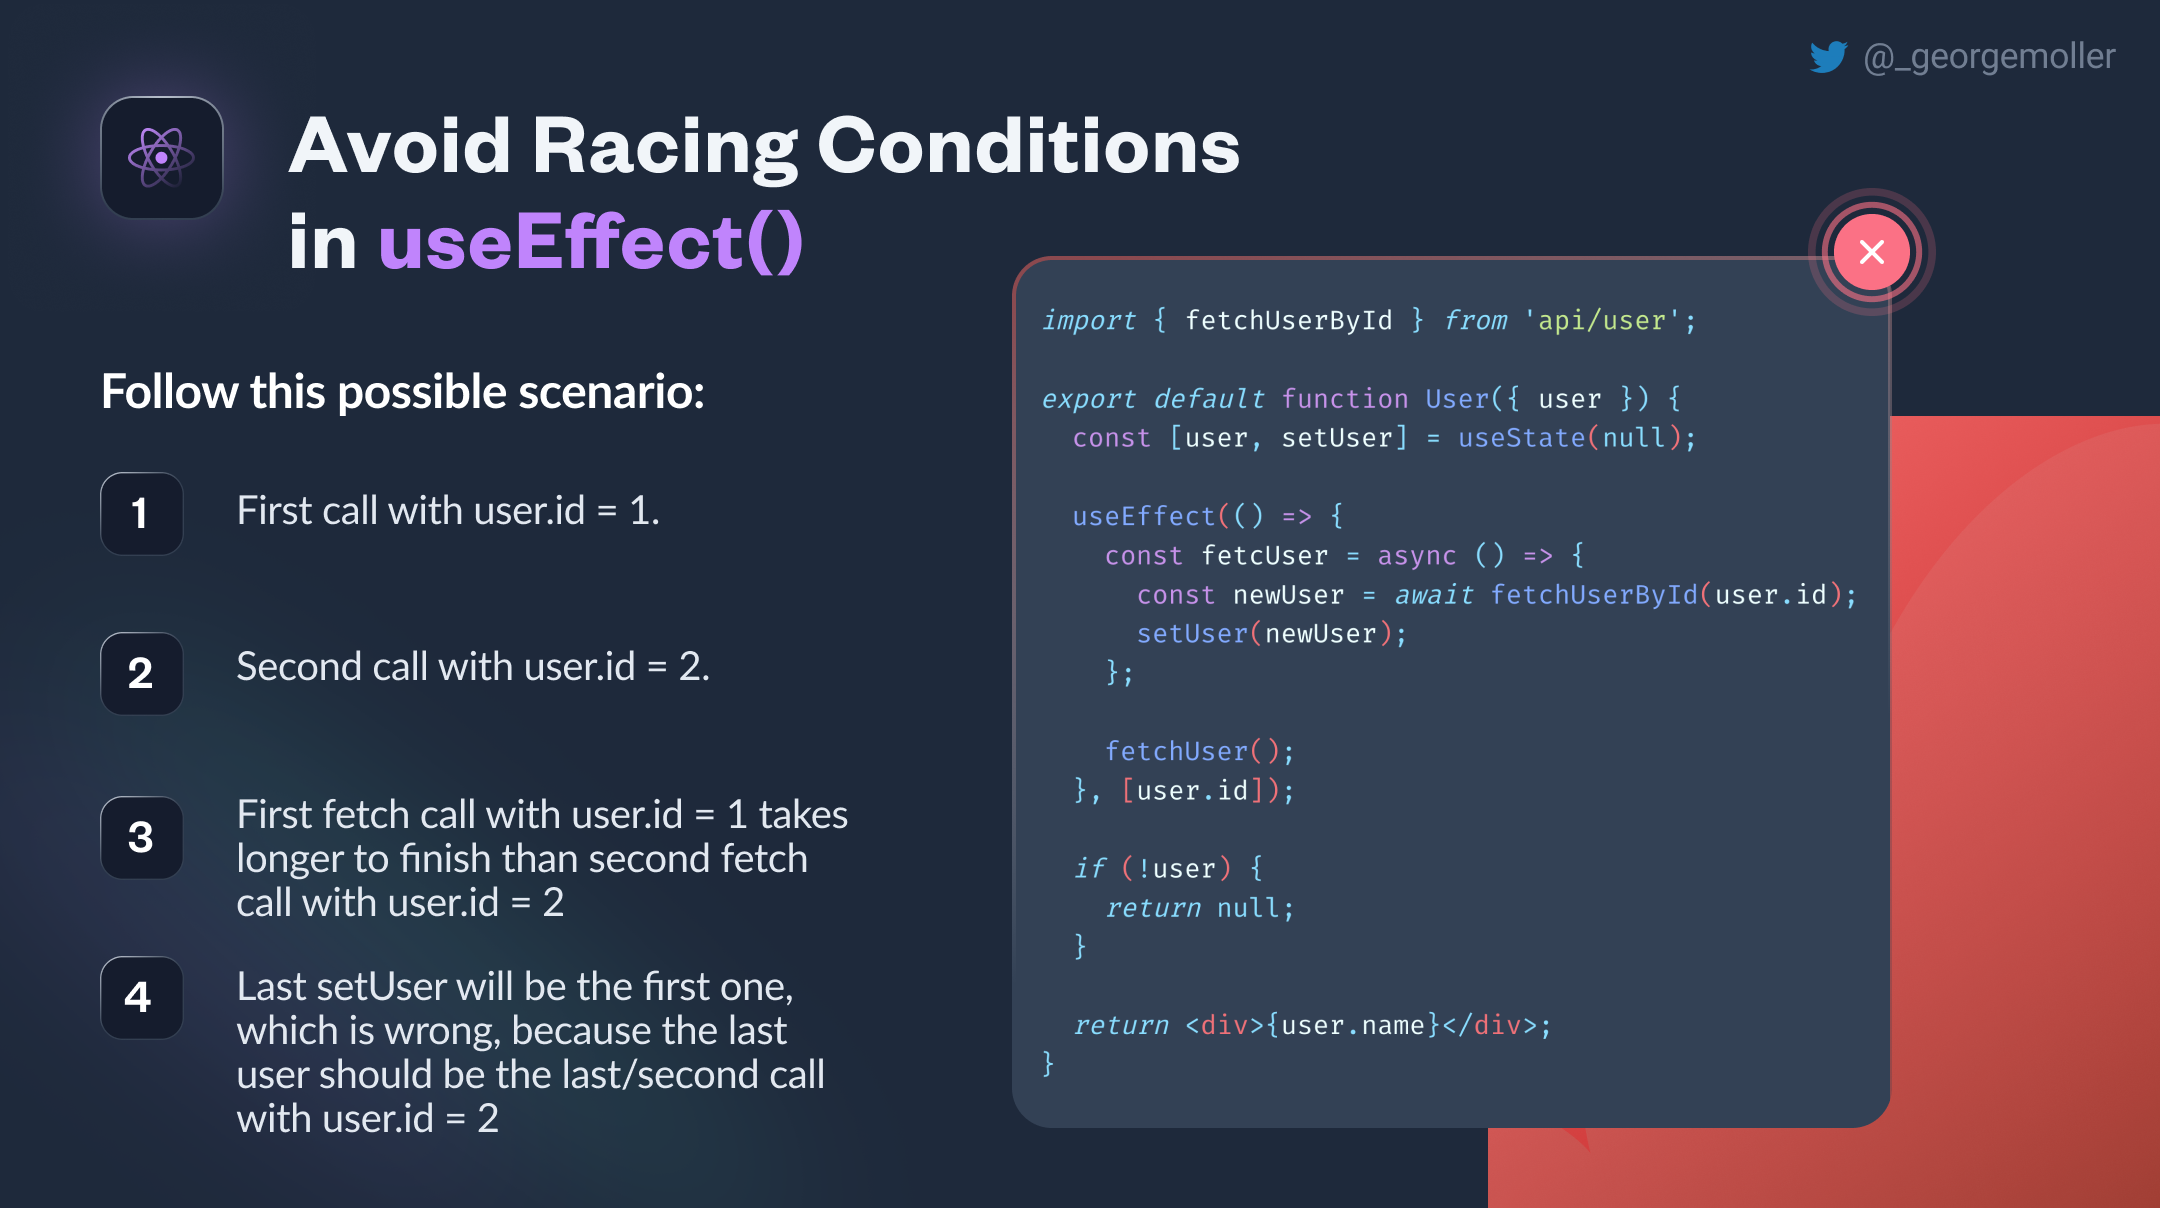 @_georgemoller
Avoid Racing Conditions
in useEffect()
Follow this possible scenario:
1
First call with user.id = 1.
2
Second call with user.id = 2.
3
First fetch call with user.id = 1 takes
longer to finish than second fetch
call with user.id = 2
4
Last setUser will be the first one,
which is wrong, because the last
user should be the last/second call
with user.id = 2
import { fetchUserById } from 'api/user';
export default function User({ user }) {
  const [user, setUser] = useState(null);
  useEffect(() => {
    const fetcUser = async () => {
      const newUser = await fetchUserById(user.id);
      setUser(newUser);
    };
    fetchUser();
  }, [user.id]);
  if (!user) {
    return null;
  }
  return <div>{user.name}</div>;
}